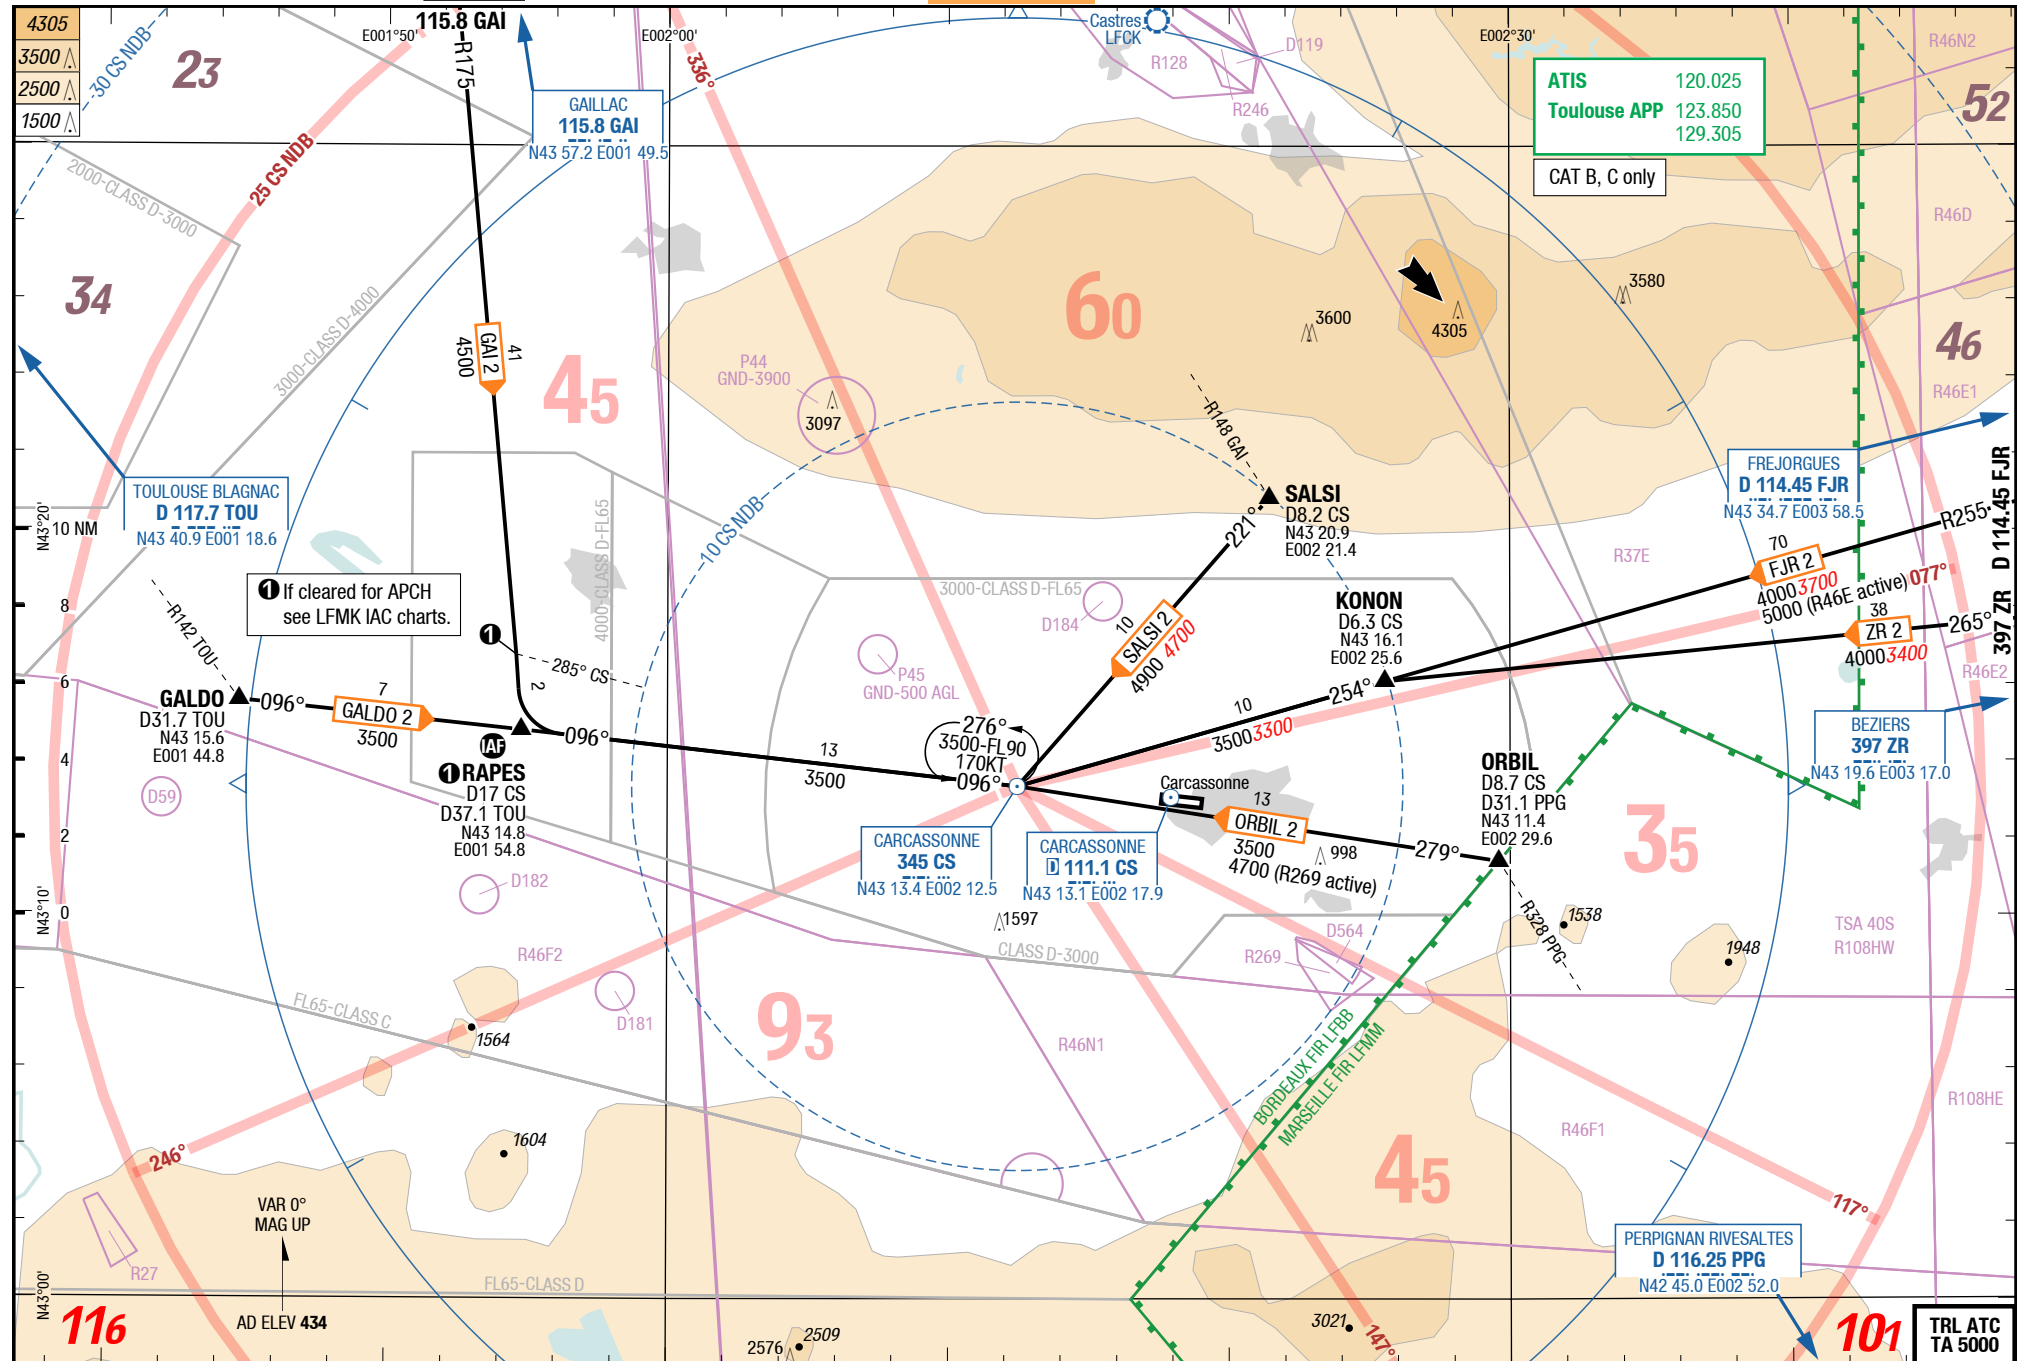 4305
3500
2500
1500
30 CS NDB
23
E001°50'
115.8 GAI
R175
E002°00'
336°
Castres
LFCK
D119
R128
R246
E002°30'
R46N2
ATIS 120.025
Toulouse APP 123.850
129.305
CAT B, C only
52
GAILLAC
115.8 GAI
N43 57.2 E001 49.5
25 CS NDB
2000-CLASS D-3000
R46D
34
3000-CLASS D-4000
60
3580
3600
4305
46
R46E1
GAI 2
41
4500
45
P44
GND-3900
3097
R148 GAI
TOULOUSE BLAGNAC
D 117.7 TOU
N43 40.9 E001 18.6
N43°20'
10 NM
4000-CLASS D-FL65
10 CS NDB
221°
SALSI
D8.2 CS
N43 20.9
E002 21.4
FREJORGUES
D 114.45 FJR
N43 34.7 E003 58.5
R255
D 114.45 FJR
397 ZR
R37E
1 If cleared for APCH
see LFMK IAC charts.
3000-CLASS D-FL65
D184
10
SALSI 2
4900 4700
KONON
D6.3 CS
N43 16.1
E002 25.6
70
FJR 2
4000 3700
5000 (R46E active)
077°
38
ZR 2
4000 3400
265°
R46E2
8
6
4
2
0
R142 TOU
1
285° CS
2
P45
GND-500 AGL
GALDO
D31.7 TOU
N43 15.6
E001 44.8
096°
7
GALDO 2
3500
IAF
096°
1 RAPES
D17 CS
D37.1 TOU
N43 14.8
E001 54.8
13
3500
276°
3500-FL90
170KT
096°
10
254°
3500 3300
BEZIERS
397 ZR
N43 19.6 E003 17.0
D59
Carcassonne
13
ORBIL 2
3500
4700 (R269 active)
998
279°
ORBIL
D8.7 CS
D31.1 PPG
N43 11.4
E002 29.6
35
CARCASSONNE
345 CS
N43 13.4 E002 12.5
CARCASSONNE
D 111.1 CS
N43 13.1 E002 17.9
N43°10'
D182
1597
CLASS D-3000
R328 PPG
1538
1948
TSA 40S
R108HW
D564
R269
R46F2
FL65-CLASS C
D181
93
R46N1
1564
BORDEAUX FIR LFBB
MARSEILLE FIR LFMM
R108HE
R46F1
1604
246°
45
117°
VAR 0°
MAG UP
R27
AD ELEV 434
FL65-CLASS D
PERPIGNAN RIVESALTES
D 116.25 PPG
N42 45.0 E002 52.0
N43°00'
116
2576
2509
3021
147°
101
TRL ATC
TA 5000